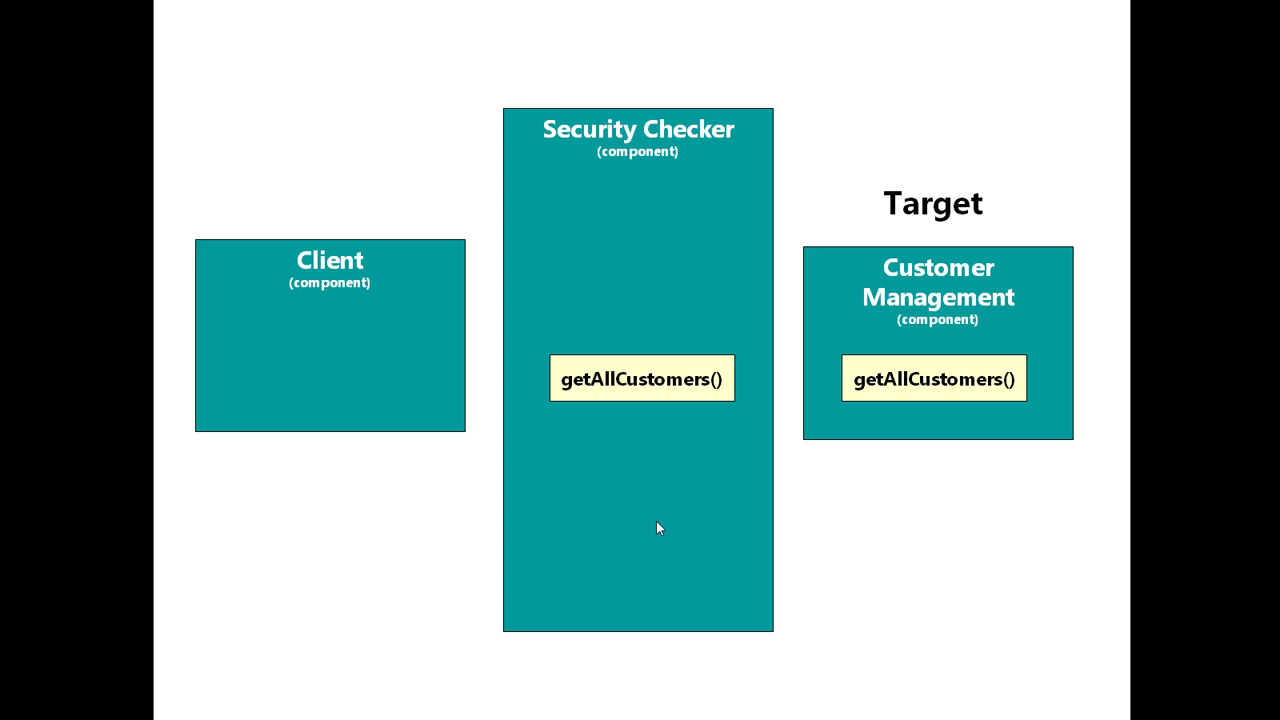 Security Checker
(component)
Target
Client
(component)
Customer
Management
(component)
getAllCustomers()
getAllCustomers()